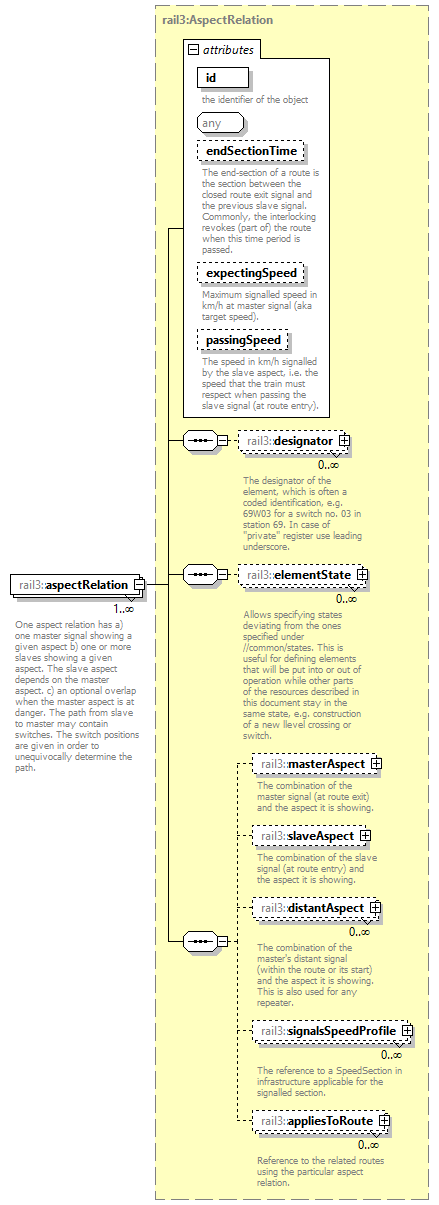 rail3:AspectRelation
attributes
id
the identifier of the object
any
endSectionTime
The end-section of a route is
the section between the
closed route exit signal and
the previous slave signal.
Commonly, the interlocking
revokes (part of) the route
when this time period is
passed.
expectingSpeed
Maximum signalled speed in
km/h at master signal (aka
target speed).
passingSpeed
The speed in km/h signalled
by the slave aspect, i.e. the
speed that the train must
respect when passing the
slave signal (at route entry).
rail3::designator
0..∞
The designator of the
element, which is often a
coded identification, e.g.
69W03 for a switch no. 03 in
station 69. In case of
"private" register use leading
underscore.
rail3::aspectRelation
1..∞
One aspect relation has a)
one master signal showing a
given aspect b) one or more
slaves showing a given
aspect. The slave aspect
depends on the master
aspect. c) an optional overlap
when the master aspect is at
danger. The path from slave
to master may contain
switches. The switch positions
are given in order to
unequivocally determine the
path.
rail3::elementState
0..∞
Allows specifying states
deviating from the ones
specified under
//common/states. This is
useful for defining elements
that will be put into or out of
operation while other parts
of the resources described in
this document stay in the
same state, e.g. construction
of a new llevel crossing or
switch.
rail3::masterAspect
The combination of the
master signal (at route exit)
and the aspect it is showing.
rail3::slaveAspect
The combination of the slave
signal (at route entry) and
the aspect it is showing.
rail3::distantAspect
0..∞
The combination of the
master's distant signal
(within the route or its start)
and the aspect it is showing.
This is also used for any
repeater.
rail3::signalsSpeedProfile
0..∞
The reference to a SpeedSection in
infrastructure applicable for the
signalled section.
rail3::appliesToRoute
0..∞
Reference to the related routes
using the particular aspect
relation.